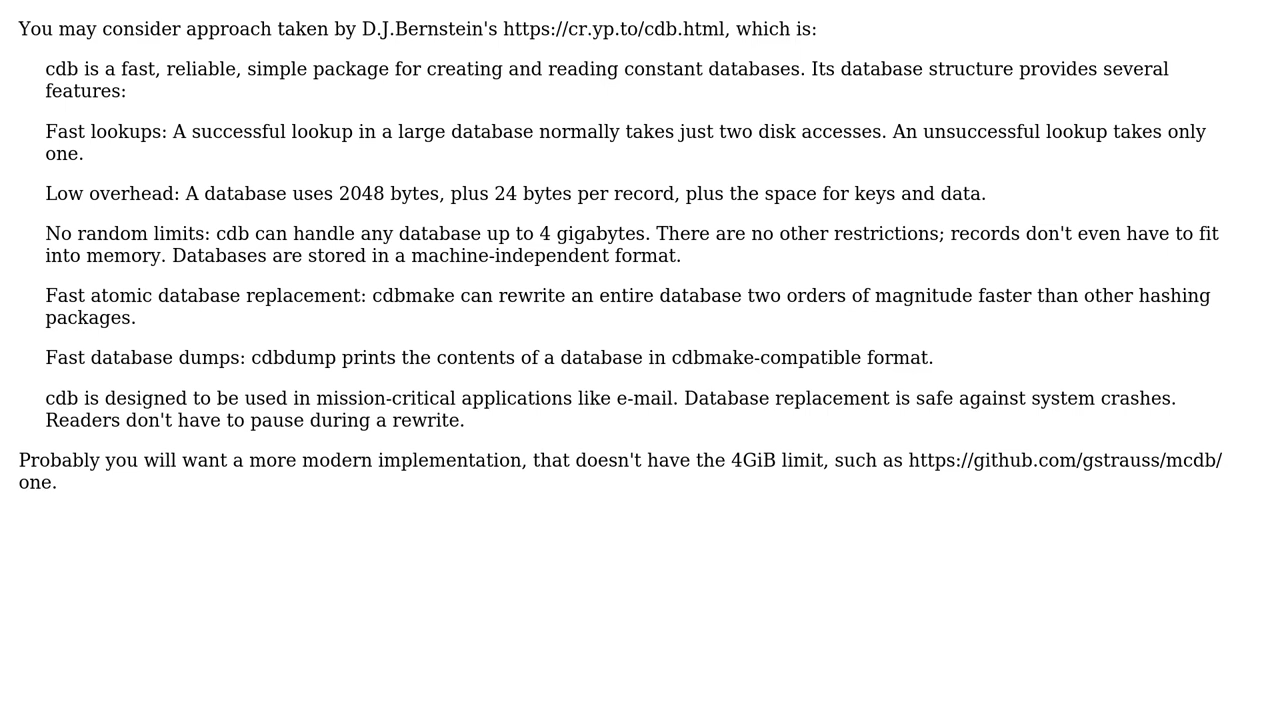 You may consider approach taken by D.J.Bernstein's https://cr.yp.to/cdb.html, which is:
cdb is a fast, reliable, simple package for creating and reading constant databases. Its database structure provides several
features:
Fast lookups: A successful lookup in a large database normally takes just two disk accesses. An unsuccessful lookup takes only
one.
Low overhead: A database uses 2048 bytes, plus 24 bytes per record, plus the space for keys and data.
No random limits: cdb can handle any database up to 4 gigabytes. There are no other restrictions; records don't even have to fit
into memory. Databases are stored in a machine-independent format.
Fast atomic database replacement: cdbmake can rewrite an entire database two orders of magnitude faster than other hashing
packages.
Fast database dumps: cdbdump prints the contents of a database in cdbmake-compatible format.
cdb is designed to be used in mission-critical applications like e-mail. Database replacement is safe against system crashes.
Readers don't have to pause during a rewrite.
Probably you will want a more modern implementation, that doesn't have the 4GiB limit, such as https://github.com/gstrauss/mcdb/
one.